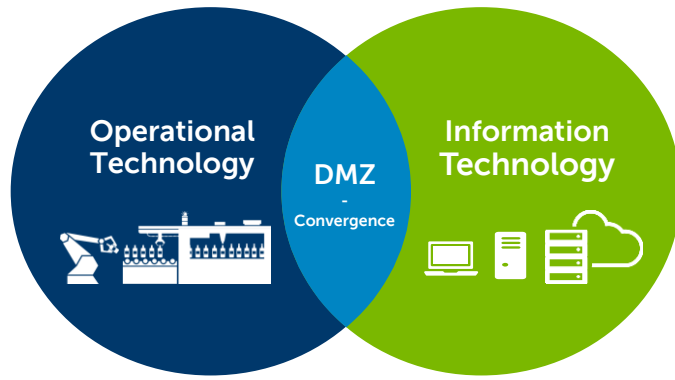 Operational
Technology
DMZ
-
Convergence
Information
Technology